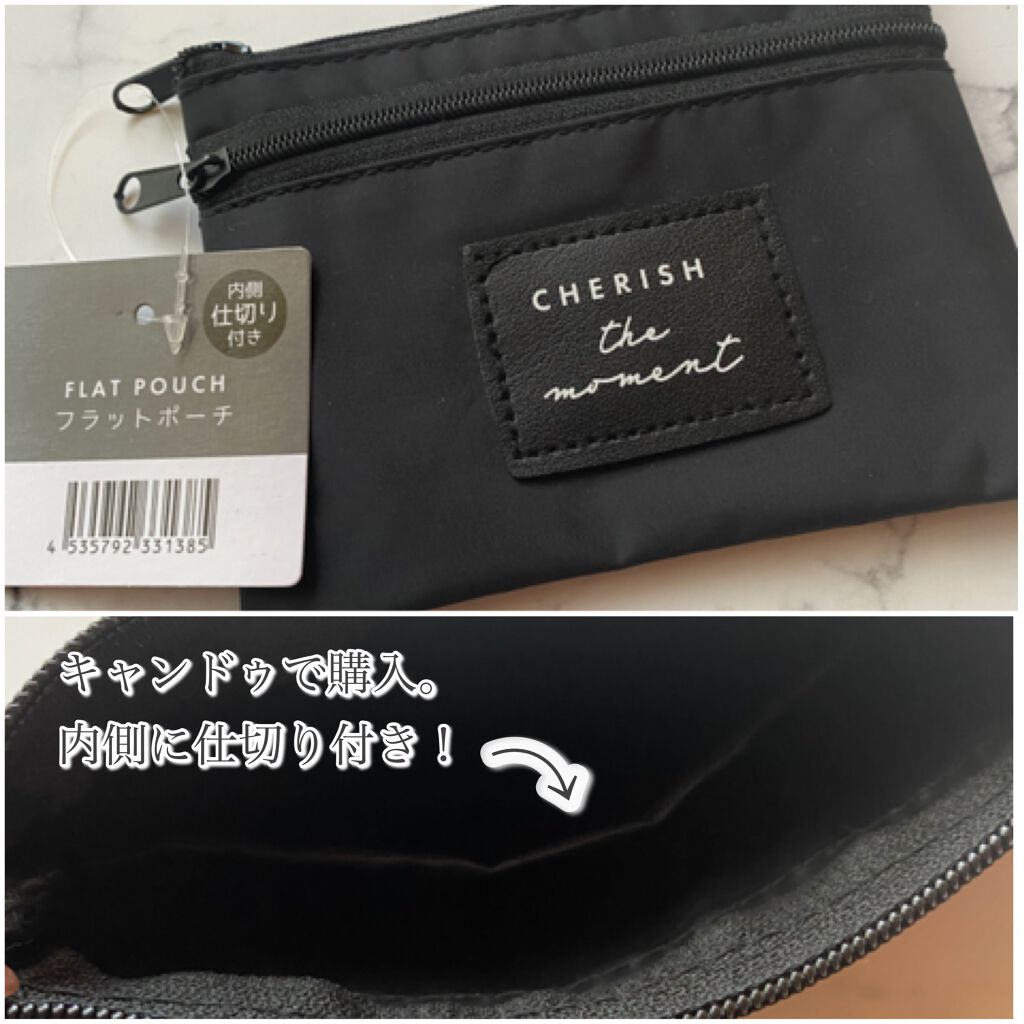 内側
仕切り
付き
FLAT POUCH
フラットポーチ
4 535792 331385
CHERISH
the
moment
キャンドゥで購入。
内側に仕切り付き！